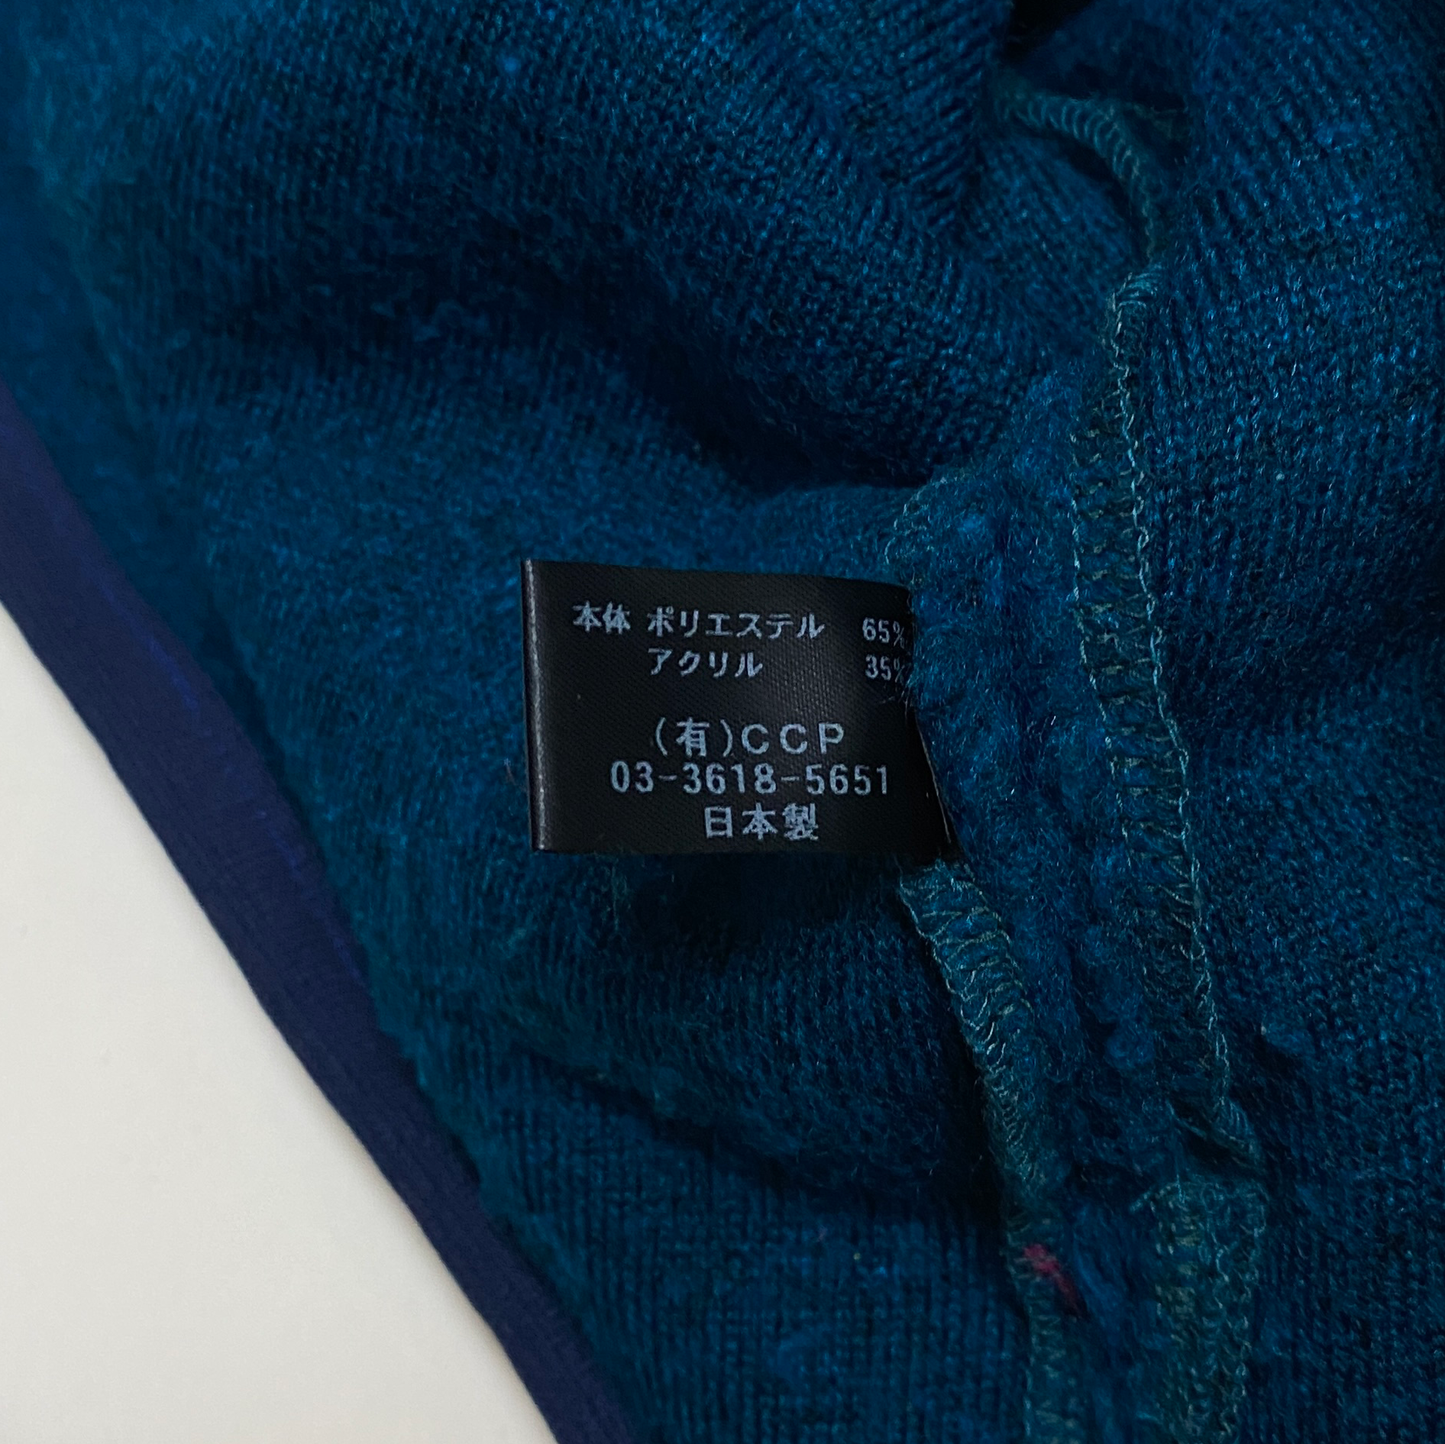 本体 ポリエステル 65%
アクリル 35%
(有)CCP
03-3618-5651
日本製